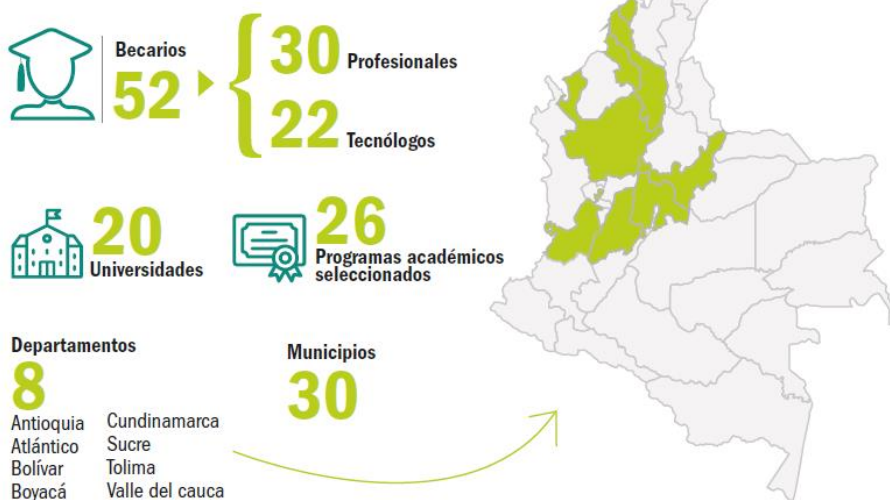 Becarios
52
30 Profesionales
22 Tecnólogos
20
Universidades
26
Programas académicos
seleccionados
Departamentos
8
Antioquia
Atlántico
Bolívar
Boyacá
Cundinamarca
Sucre
Tolima
Valle del cauca
Municipios
30